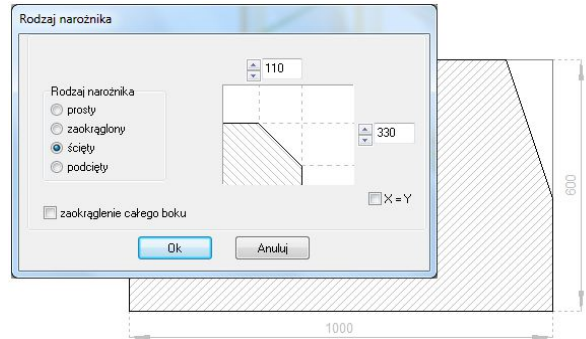 Rodzaj narożnika
110
Rodzaj narożnika
prosty
zaokrąglony
ścięty
podcięty
330
X = Y
zaokrąglenie całego boku
Ok
Anuluj
600
1000